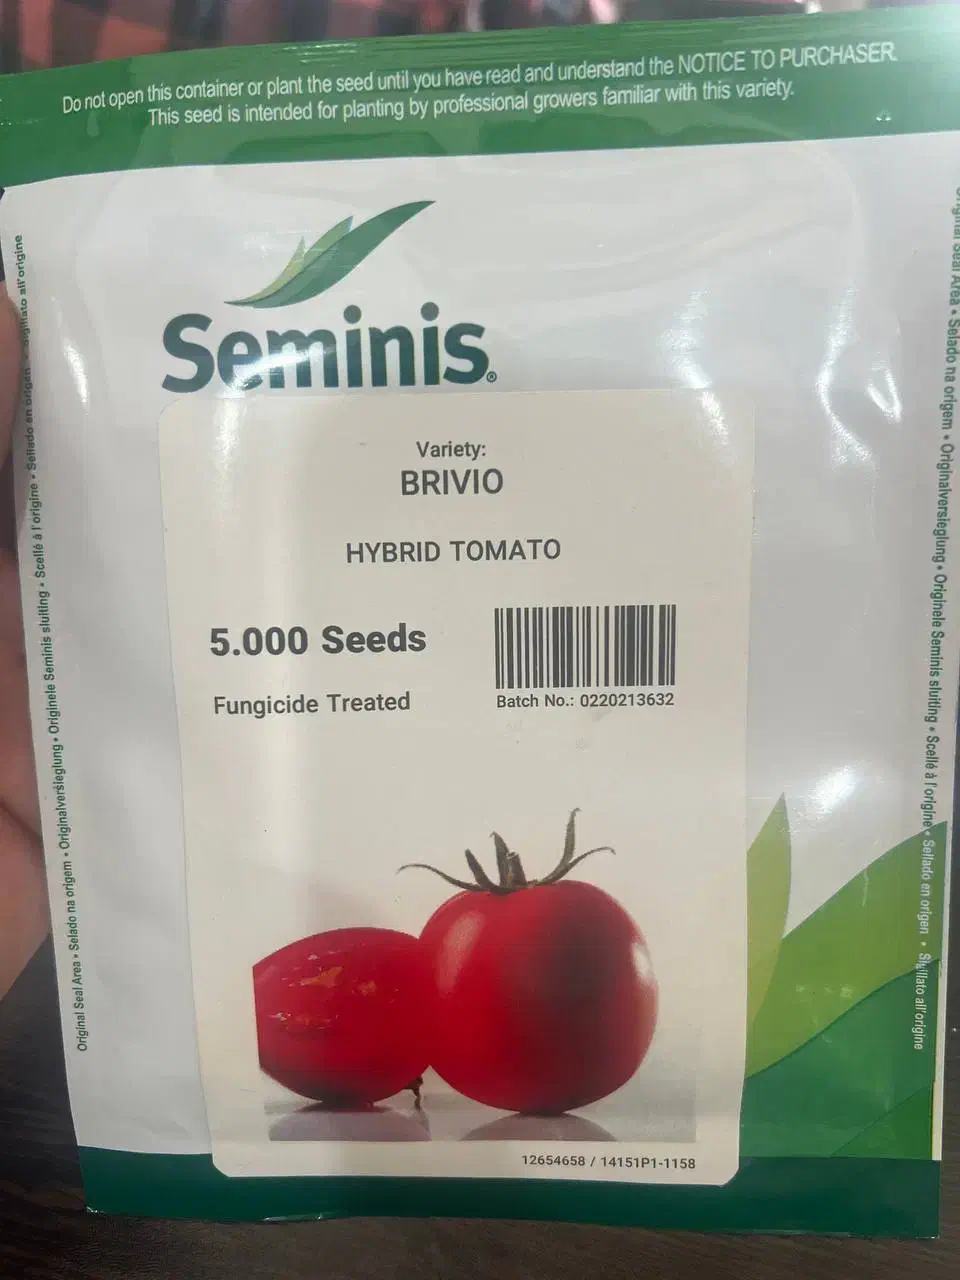 Do not open this container or plant the seed until you have read and understand the NOTICE TO PURCHASER.
This seed is intended for planting by professional growers familiar with this variety.
Seminis®
Variety:
BRIVIO
HYBRID TOMATO
5.000 Seeds
Fungicide Treated
Batch No.: 0220213632
12654658 / 14151P1-1158
Original Seal Area • Selado na origem • Originalversieglung • Originele Seminis sluiting • Scellé à l'origine • Sellado en origen • Sigillato all'origine
Original Seal Area • Selado na origem • Originalversieglung • Originele Seminis sluiting • Scellé à l'origine • Sellado en origen • Sigillato all'origine